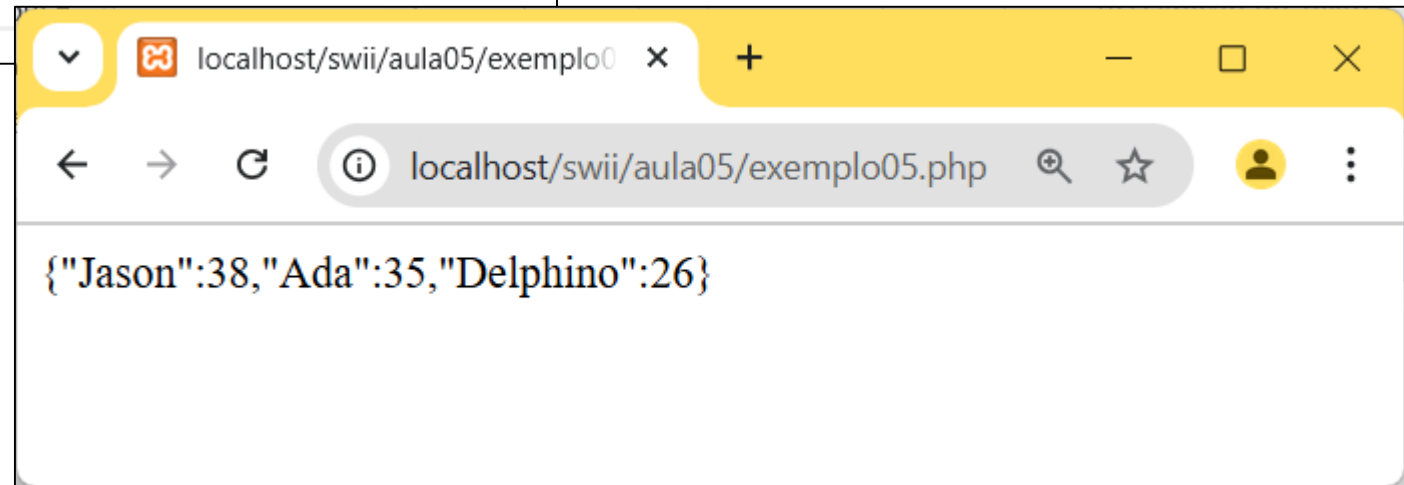 localhost/swii/aula05/exemplo0
localhost/swii/aula05/exemplo05.php
{"Jason":38,"Ada":35,"Delphino":26}